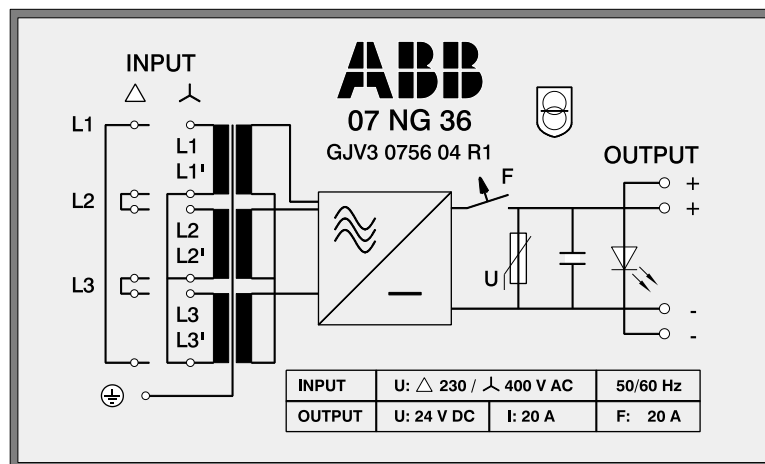 INPUT
ABB
07 NG 36
GJV3 0756 04 R1
△
L1
L1
L1'
L2
L2
L2'
L3
L3
L3'
F
U
OUTPUT
+
+
-
-
INPUT U: △ 230 / ⅄ 400 V AC 50/60 Hz
OUTPUT U: 24 V DC I: 20 A F: 20 A